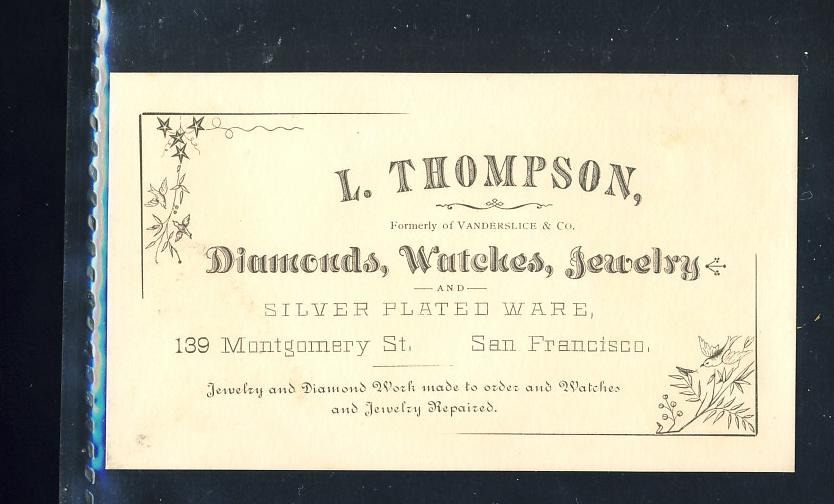 L. THOMPSON,
Formerly of VANDERSLICE & CO.
Diamonds, Watches, Jewelry
AND
SILVER PLATED WARE,
139 Montgomery St. San Francisco.
Jewelry and Diamond Work made to order and Watches
and Jewelry Repaired.